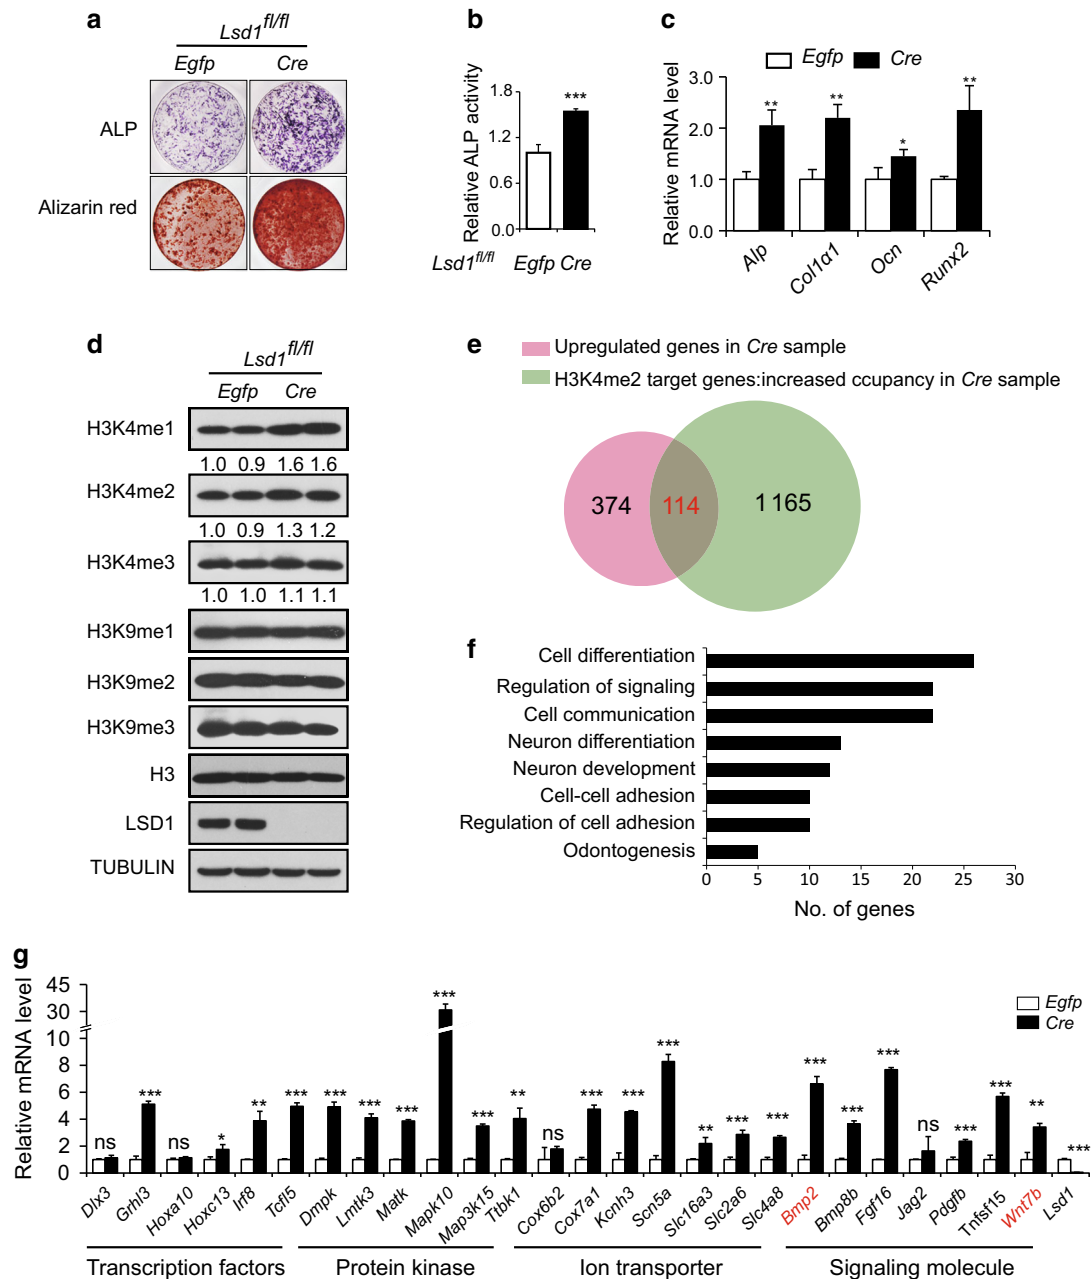 a
Lsd1fl/fl
Egfp Cre
ALP
Alizarin red
b
Relative ALP activity
1.8
1.2
0.6
0.0
***
Lsd1fl/fl Egfp Cre
c
Egfp Cre
Relative mRNA level
3.0
2.0
1.0
0.0
** ** * **
Alp Col1α1 Ocn Runx2
d
Lsd1fl/fl
Egfp Cre
H3K4me1
1.0 0.9 1.6 1.6
H3K4me2
1.0 0.9 1.3 1.2
H3K4me3
1.0 1.0 1.1 1.1
H3K9me1
H3K9me2
H3K9me3
H3
LSD1
TUBULIN
e
Upregulated genes in Cre sample
H3K4me2 target genes:increased ccupancy in Cre sample
374 114 1 165
f
Cell differentiation
Regulation of signaling
Cell communication
Neuron differentiation
Neuron development
Cell-cell adhesion
Regulation of cell adhesion
Odontogenesis
0 5 10 15 20 25 30
No. of genes
g
Relative mRNA level
45
30
10
8
6
4
2
0
Egfp
Cre
ns *** ns * ** *** *** *** *** *** *** ** ns *** *** *** ** *** *** *** *** *** ns *** *** ** ***
Dlx3 Grhl3 Hoxa10 Hoxc13 Irf8 Tcfl5 Dmpk Lmtk3 Matk Mapk10 Map3K15 Ttbk1 Cox6b2 Cox7a1 Kcnh3 Scn5a Slc16a3 Slc2a6 Slc4a8 Bmp2 Bmp8b Fgf16 Jag2 Pdgfb Tnfsf15 Wnt7b Lsd1
Transcription factors Protein kinase Ion transporter Signaling molecule